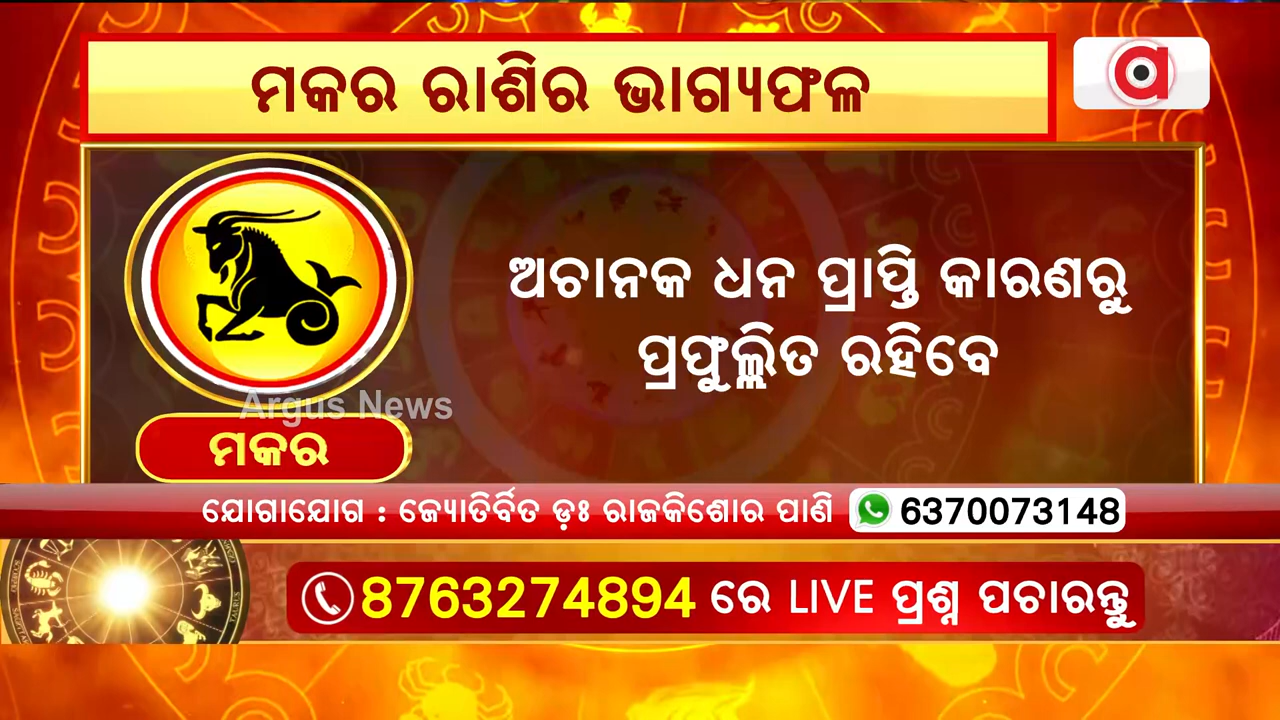 ମକର ରାଶିର ଭାଗ୍ୟଫଳ
a
ଅଚାନକ ଧନ ପ୍ରାପ୍ତି କାରଣରୁ
ପ୍ରଫୁଲ୍ଲିତ ରହିବେ
Argus News
ମକର
ଯୋଗାଯୋଗ : ଜ୍ୟୋତିର୍ବିତ ଡ଼ଃ ରାଜକିଶୋର ପାଣି 6370073148
8763274894 ରେ LIVE ପ୍ରଶ୍ନ ପଚାରନ୍ତୁ